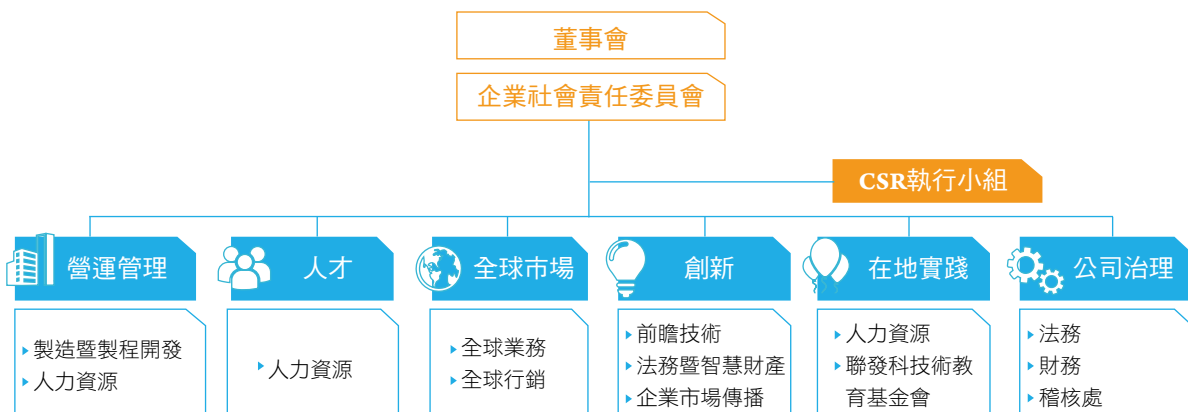 董事會
企業社會責任委員會
CSR執行小組
營運管理
人才
全球市場
創新
在地實踐
公司治理
製造暨製程開發
人力資源
人力資源
全球業務
全球行銷
前瞻技術
法務暨智慧財產
企業市場傳播
人力資源
聯發科技術教
育基金會
法務
財務
稽核處